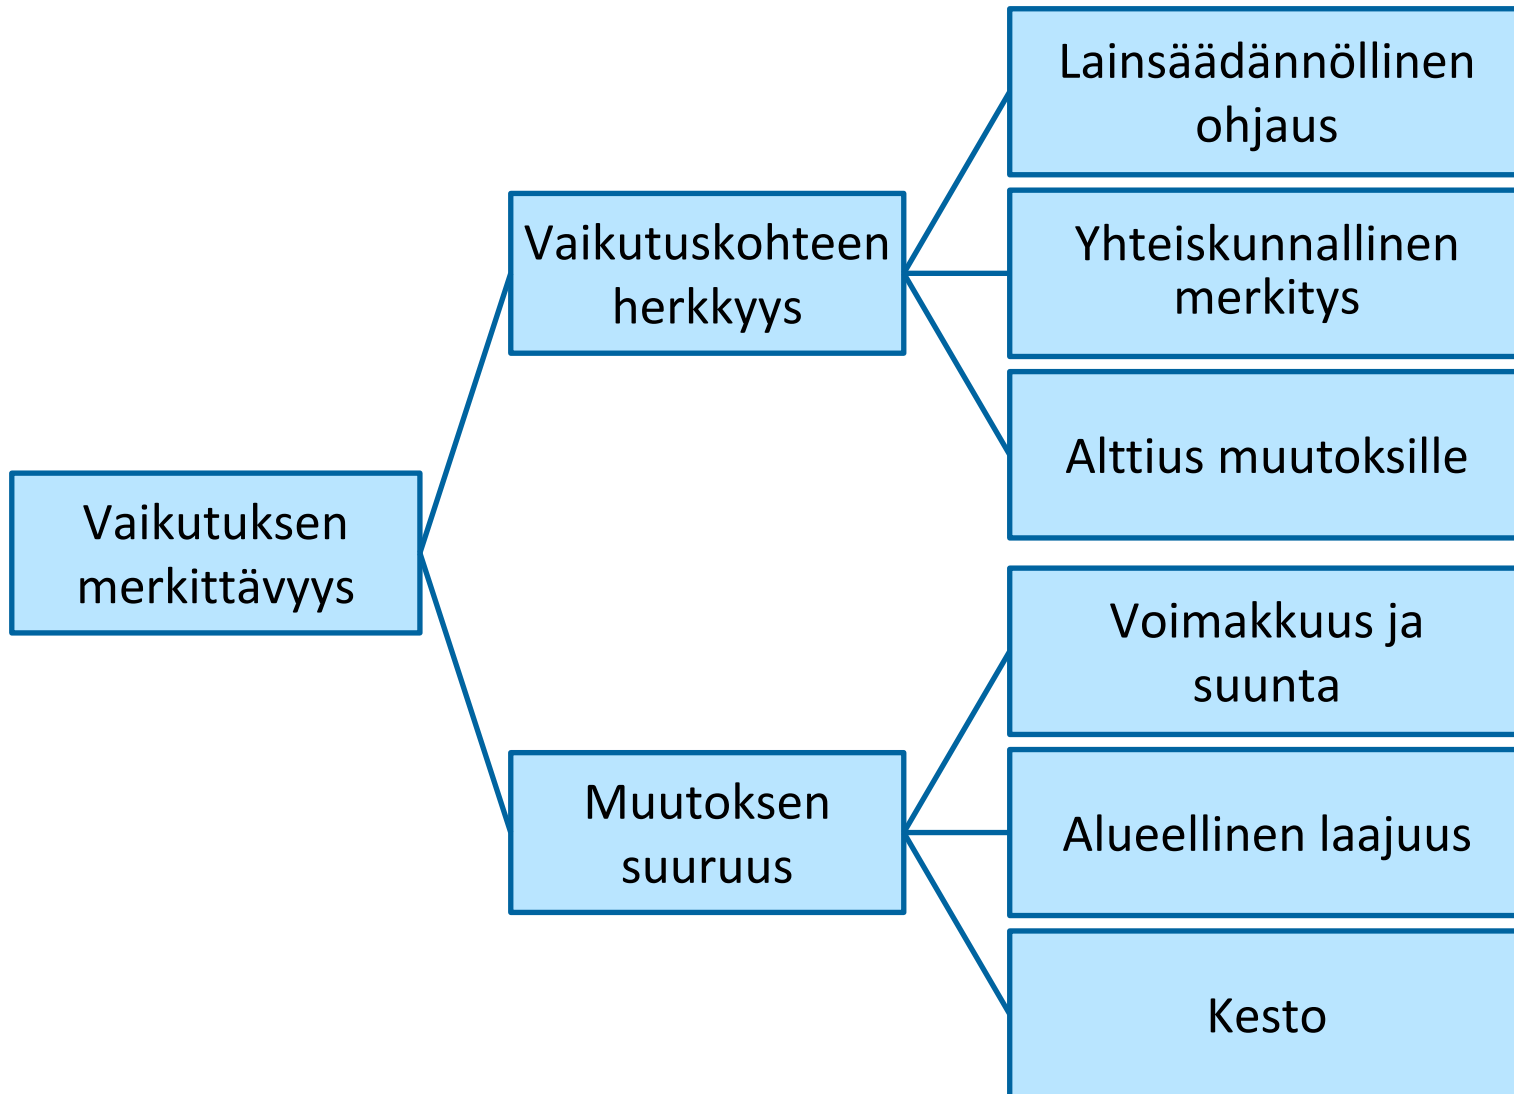 Lainsäädännöllinen
ohjaus
Vaikutuskohteen
herkkyys
Yhteiskunnallinen
merkitys
Alttius muutoksille
Vaikutuksen
merkittävyys
Voimakkuus ja
suunta
Muutoksen
suuruus
Alueellinen laajuus
Kesto